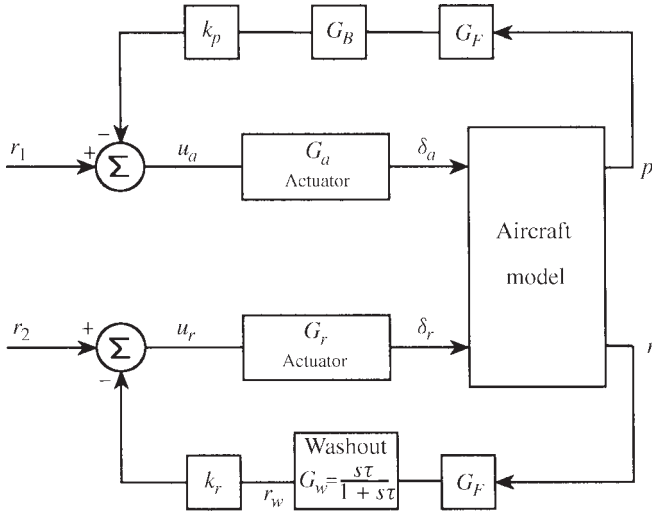 k_p G_B G_F
−
r_1 + Σ u_a G_a Actuator δ_a
p
Aircraft
model
r_2 + Σ u_r G_r Actuator δ_r
r
−
Washout
k_r r_w G_w = sτ / 1 + sτ G_F